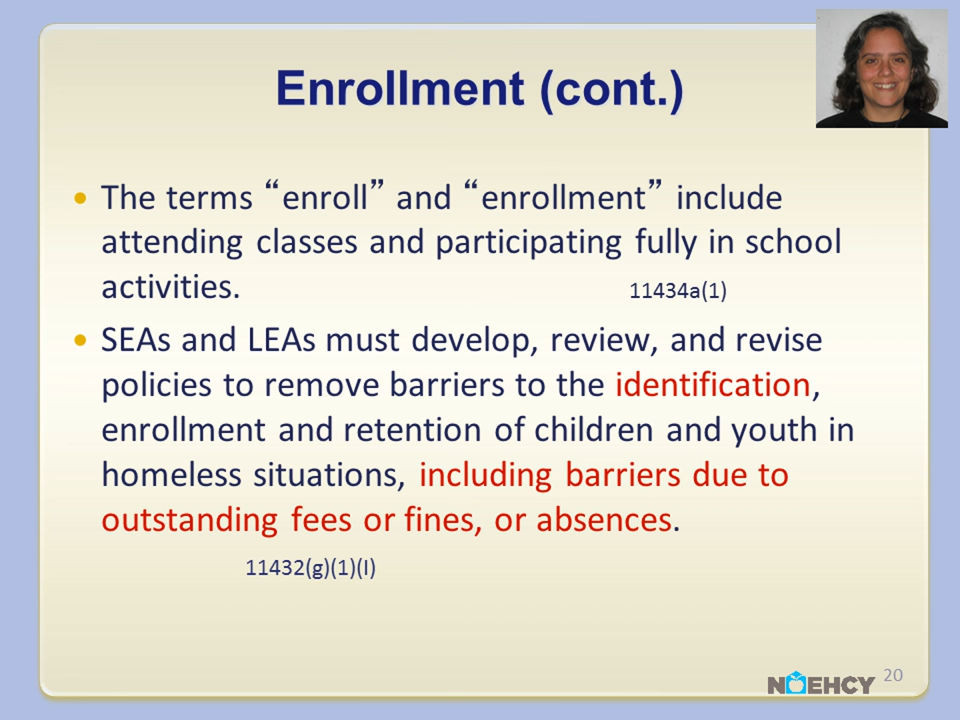 Enrollment (cont.)
• The terms “enroll” and “enrollment” include
attending classes and participating fully in school
activities. 11434a(1)
• SEAs and LEAs must develop, review, and revise
policies to remove barriers to the identification,
enrollment and retention of children and youth in
homeless situations, including barriers due to
outstanding fees or fines, or absences.
11432(g)(1)(I)
20
NAEHCY